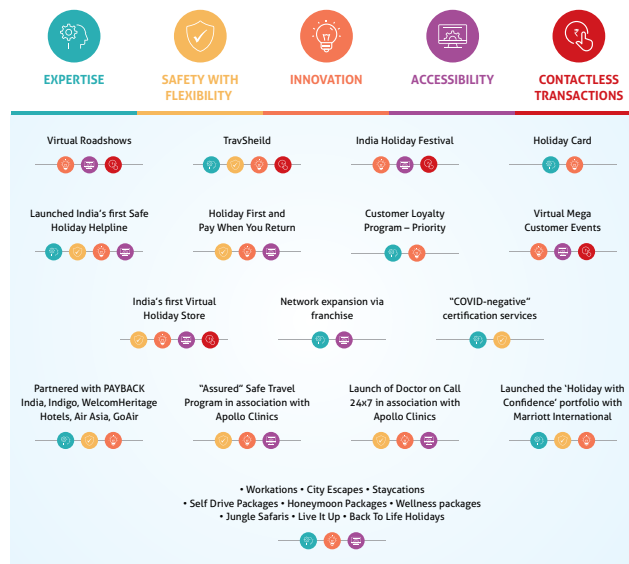 EXPERTISE
SAFETY WITH
FLEXIBILITY
INNOVATION
ACCESSIBILITY
CONTACTLESS
TRANSACTIONS
Virtual Roadshows
TravSheild
India Holiday Festival
Holiday Card
Launched India's first Safe
Holiday Helpline
Holiday First and
Pay When You Return
Customer Loyalty
Program – Priority
Virtual Mega
Customer Events
India's first Virtual
Holiday Store
Network expansion via
franchise
"COVID-negative"
certification services
Partnered with PAYBACK
India, Indigo, WelcomHeritage
Hotels, Air Asia, GoAir
"Assured" Safe Travel
Program in association with
Apollo Clinics
Launch of Doctor on Call
24x7 in association with
Apollo Clinics
Launched the 'Holiday with
Confidence' portfolio with
Marriott International
• Workations • City Escapes • Staycations
• Self Drive Packages • Honeymoon Packages • Wellness packages
• Jungle Safaris • Live It Up • Back To Life Holidays